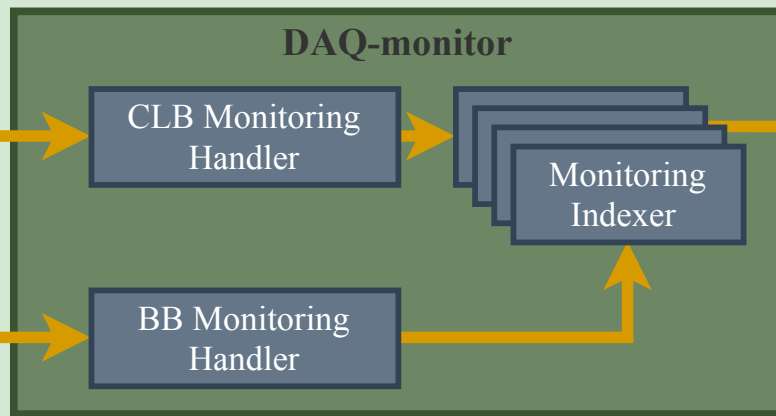 DAQ-monitor
CLB Monitoring
Handler
Monitoring
Indexer
BB Monitoring
Handler